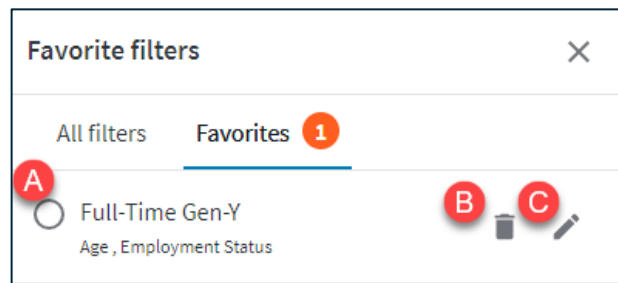 Favorite filters
All filters Favorites 1
A
Full-Time Gen-Y B C
Age , Employment Status